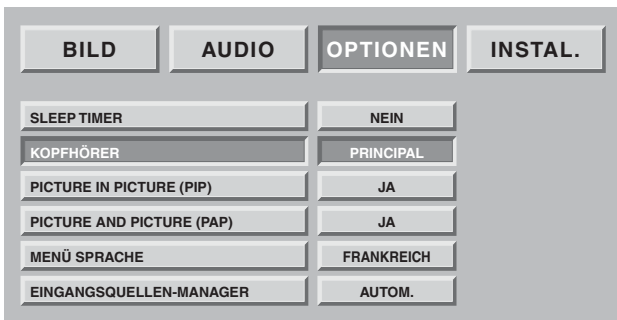 BILD AUDIO OPTIONEN INSTAL.
SLEEP TIMER NEIN
KOPFHÖRER PRINCIPAL
PICTURE IN PICTURE (PIP) JA
PICTURE AND PICTURE (PAP) JA
MENÜ SPRACHE FRANKREICH
EINGANGSQUELLEN-MANAGER AUTOM.